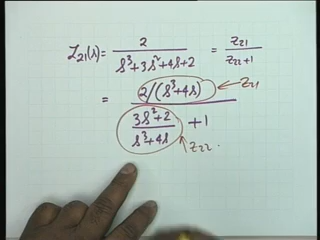 Z₂₁(s) = 2 / (s³+3s²+4s+2) = z₂₁ / (z₂₂+1)
= 2/(s³+4s) ← z₂₁
(3s²+2) / (s³+4s) + 1
z₂₂.